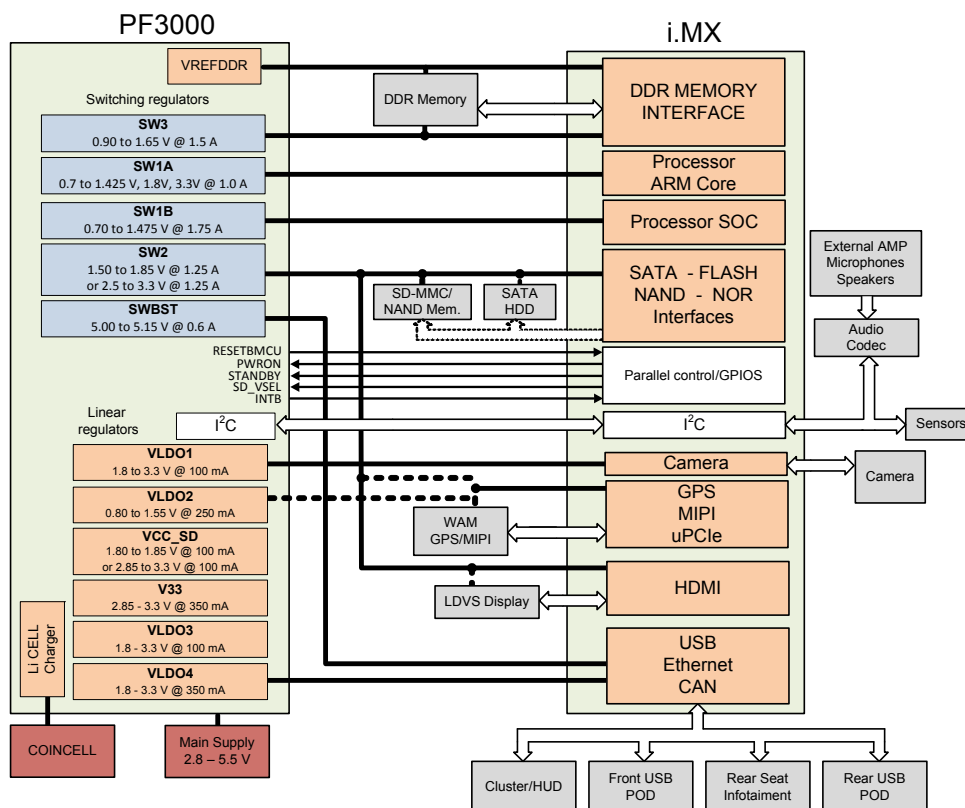 PF3000
i.MX
VREFDDR
Switching regulators
SW3
0.90 to 1.65 V @ 1.5 A
SW1A
0.7 to 1.425 V, 1.8V, 3.3V @ 1.0 A
SW1B
0.70 to 1.475 V @ 1.75 A
SW2
1.50 to 1.85 V @ 1.25 A
or 2.5 to 3.3 V @ 1.25 A
SWBST
5.00 to 5.15 V @ 0.6 A
RESETBMCU
PWRON
STANDBY
SD_VSEL
INTB
Linear
regulators
I²C
VLDO1
1.8 to 3.3 V @ 100 mA
VLDO2
0.80 to 1.55 V @ 250 mA
VCC_SD
1.80 to 1.85 V @ 100 mA
or 2.85 to 3.3 V @ 100 mA
V33
2.85 - 3.3 V @ 350 mA
VLDO3
1.8 - 3.3 V @ 100 mA
VLDO4
1.8 - 3.3 V @ 350 mA
Li CELL
Charger
COINCELL
Main Supply
2.8 – 5.5 V
DDR Memory
SD-MMC/
NAND Mem.
SATA
HDD
WAM
GPS/MIPI
LDVS Display
DDR MEMORY
INTERFACE
Processor
ARM Core
Processor SOC
SATA - FLASH
NAND - NOR
Interfaces
Parallel control/GPIOS
I²C
Camera
GPS
MIPI
uPCIe
HDMI
USB
Ethernet
CAN
External AMP
Microphones
Speakers
Audio
Codec
Sensors
Camera
Cluster/HUD
Front USB
POD
Rear Seat
Infotaiment
Rear USB
POD